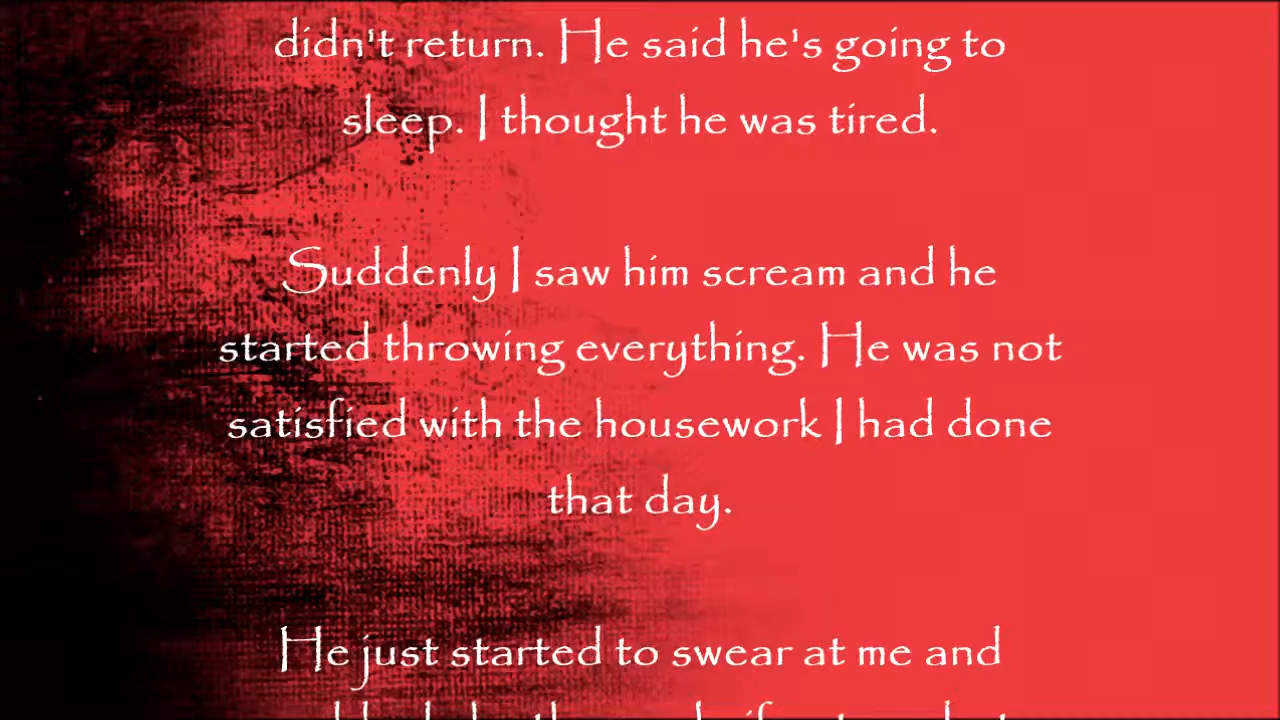 didn't return. He said he's going to
sleep. I thought he was tired.
Suddenly I saw him scream and he
started throwing everything. He was not
satisfied with the housework I had done
that day.
He just started to swear at me and